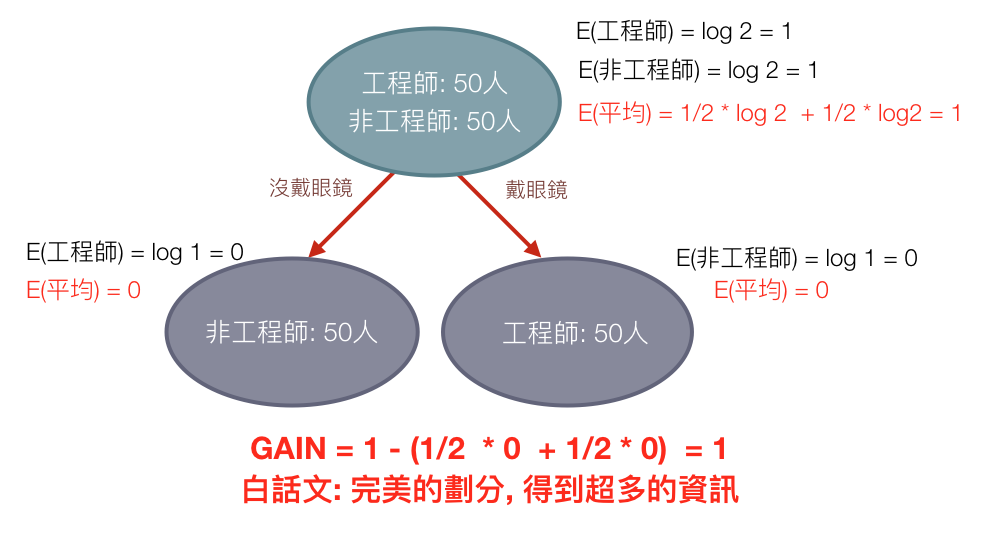 E(工程師) = log 2 = 1
E(非工程師) = log 2 = 1
E(平均) = 1/2 * log 2 + 1/2 * log2 = 1
工程師: 50人
非工程師: 50人
沒戴眼鏡
戴眼鏡
E(工程師) = log 1 = 0
E(平均) = 0
E(非工程師) = log 1 = 0
E(平均) = 0
非工程師: 50人
工程師: 50人
GAIN = 1 - (1/2 * 0 + 1/2 * 0) = 1
白話文: 完美的劃分, 得到超多的資訊